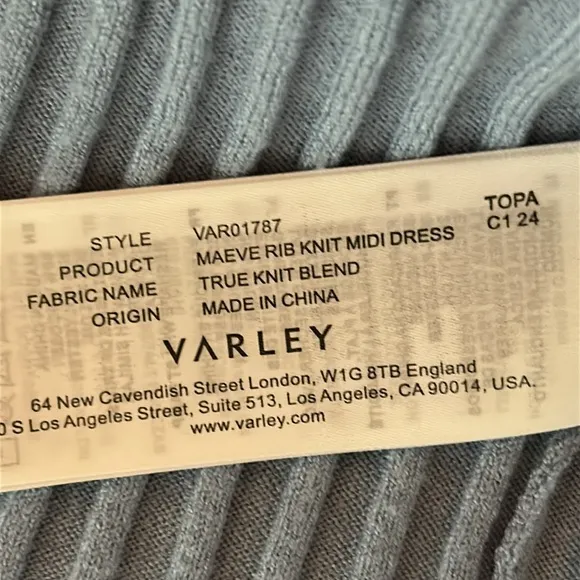 STYLE VAR01787 TOPA
PRODUCT MAEVE RIB KNIT MIDI DRESS C1 24
FABRIC NAME TRUE KNIT BLEND
ORIGIN MADE IN CHINA
VARLEY
64 New Cavendish Street London, W1G 8TB England
S Los Angeles Street, Suite 513, Los Angeles, CA 90014, USA.
www.varley.com